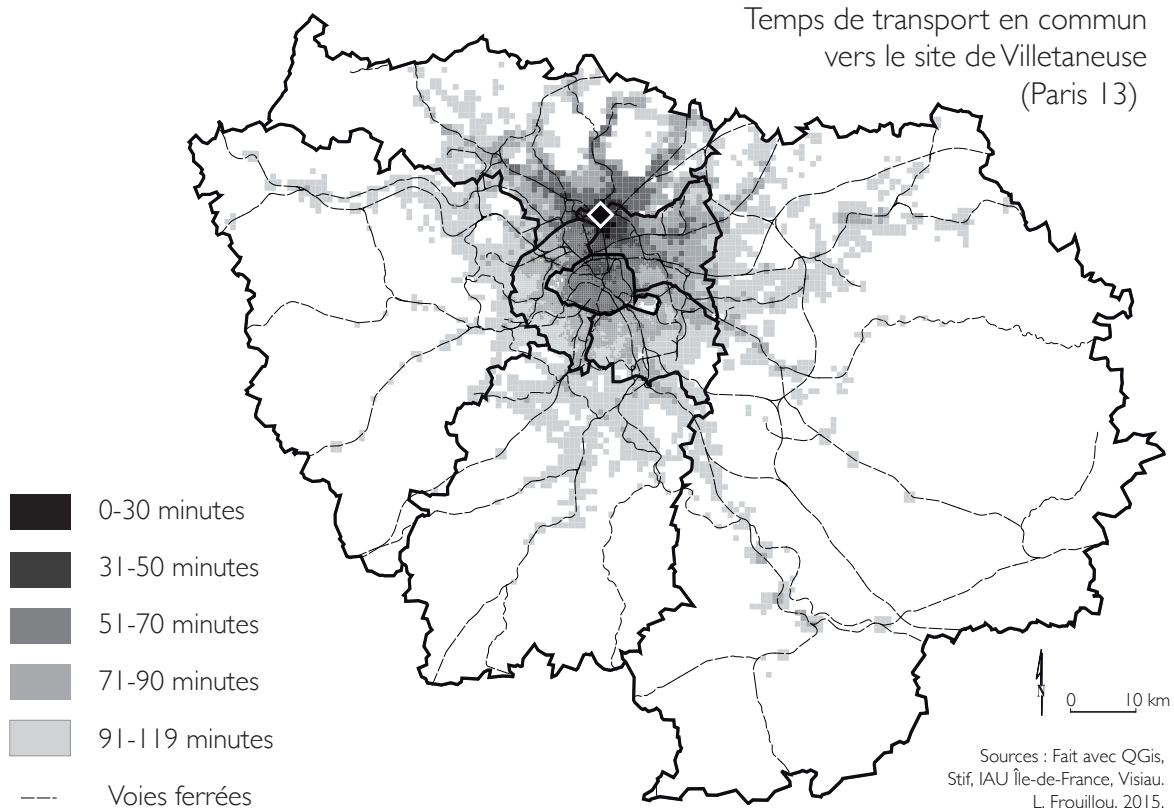 Temps de transport en commun
vers le site de Villetaneuse
(Paris 13)
0-30 minutes
31-50 minutes
51-70 minutes
71-90 minutes
91-119 minutes
Voies ferrées
N
0 10 km
Sources : Fait avec QGis,
Stif, IAU Île-de-France, Visiau.
L. Frouillou, 2015.